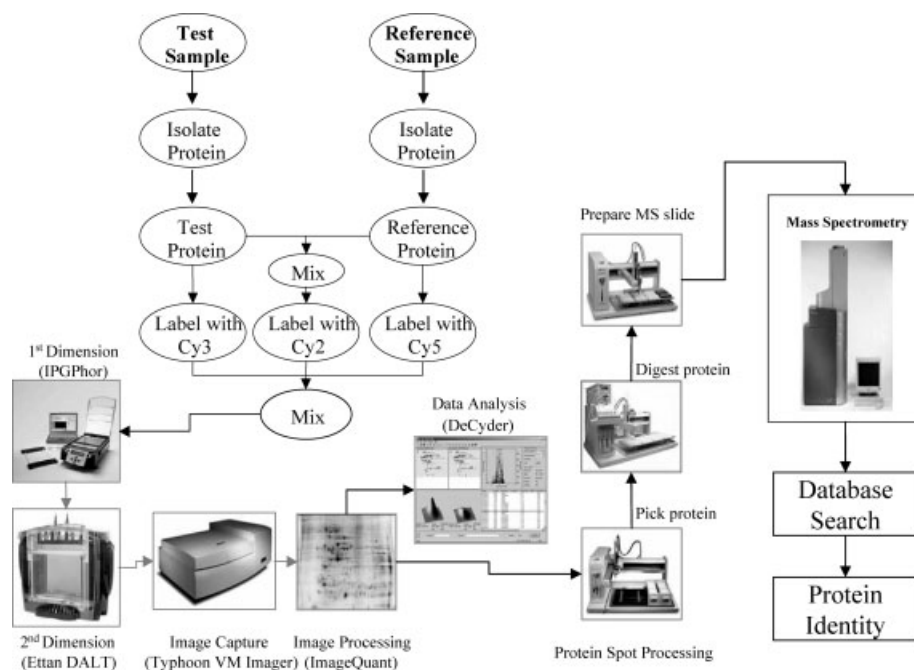 Test
Sample
Reference
Sample
Isolate
Protein
Isolate
Protein
Test
Protein
Reference
Protein
Mix
Label with
Cy3
Label with
Cy2
Label with
Cy5
Mix
1st Dimension
(IPGPhor)
2nd Dimension
(Ettan DALT)
Image Capture
(Typhoon VM Imager)
Image Processing
(ImageQuant)
Data Analysis
(DeCyder)
Protein Spot Processing
Pick protein
Digest protein
Prepare MS slide
Mass Spectrometry
Database
Search
Protein
Identity